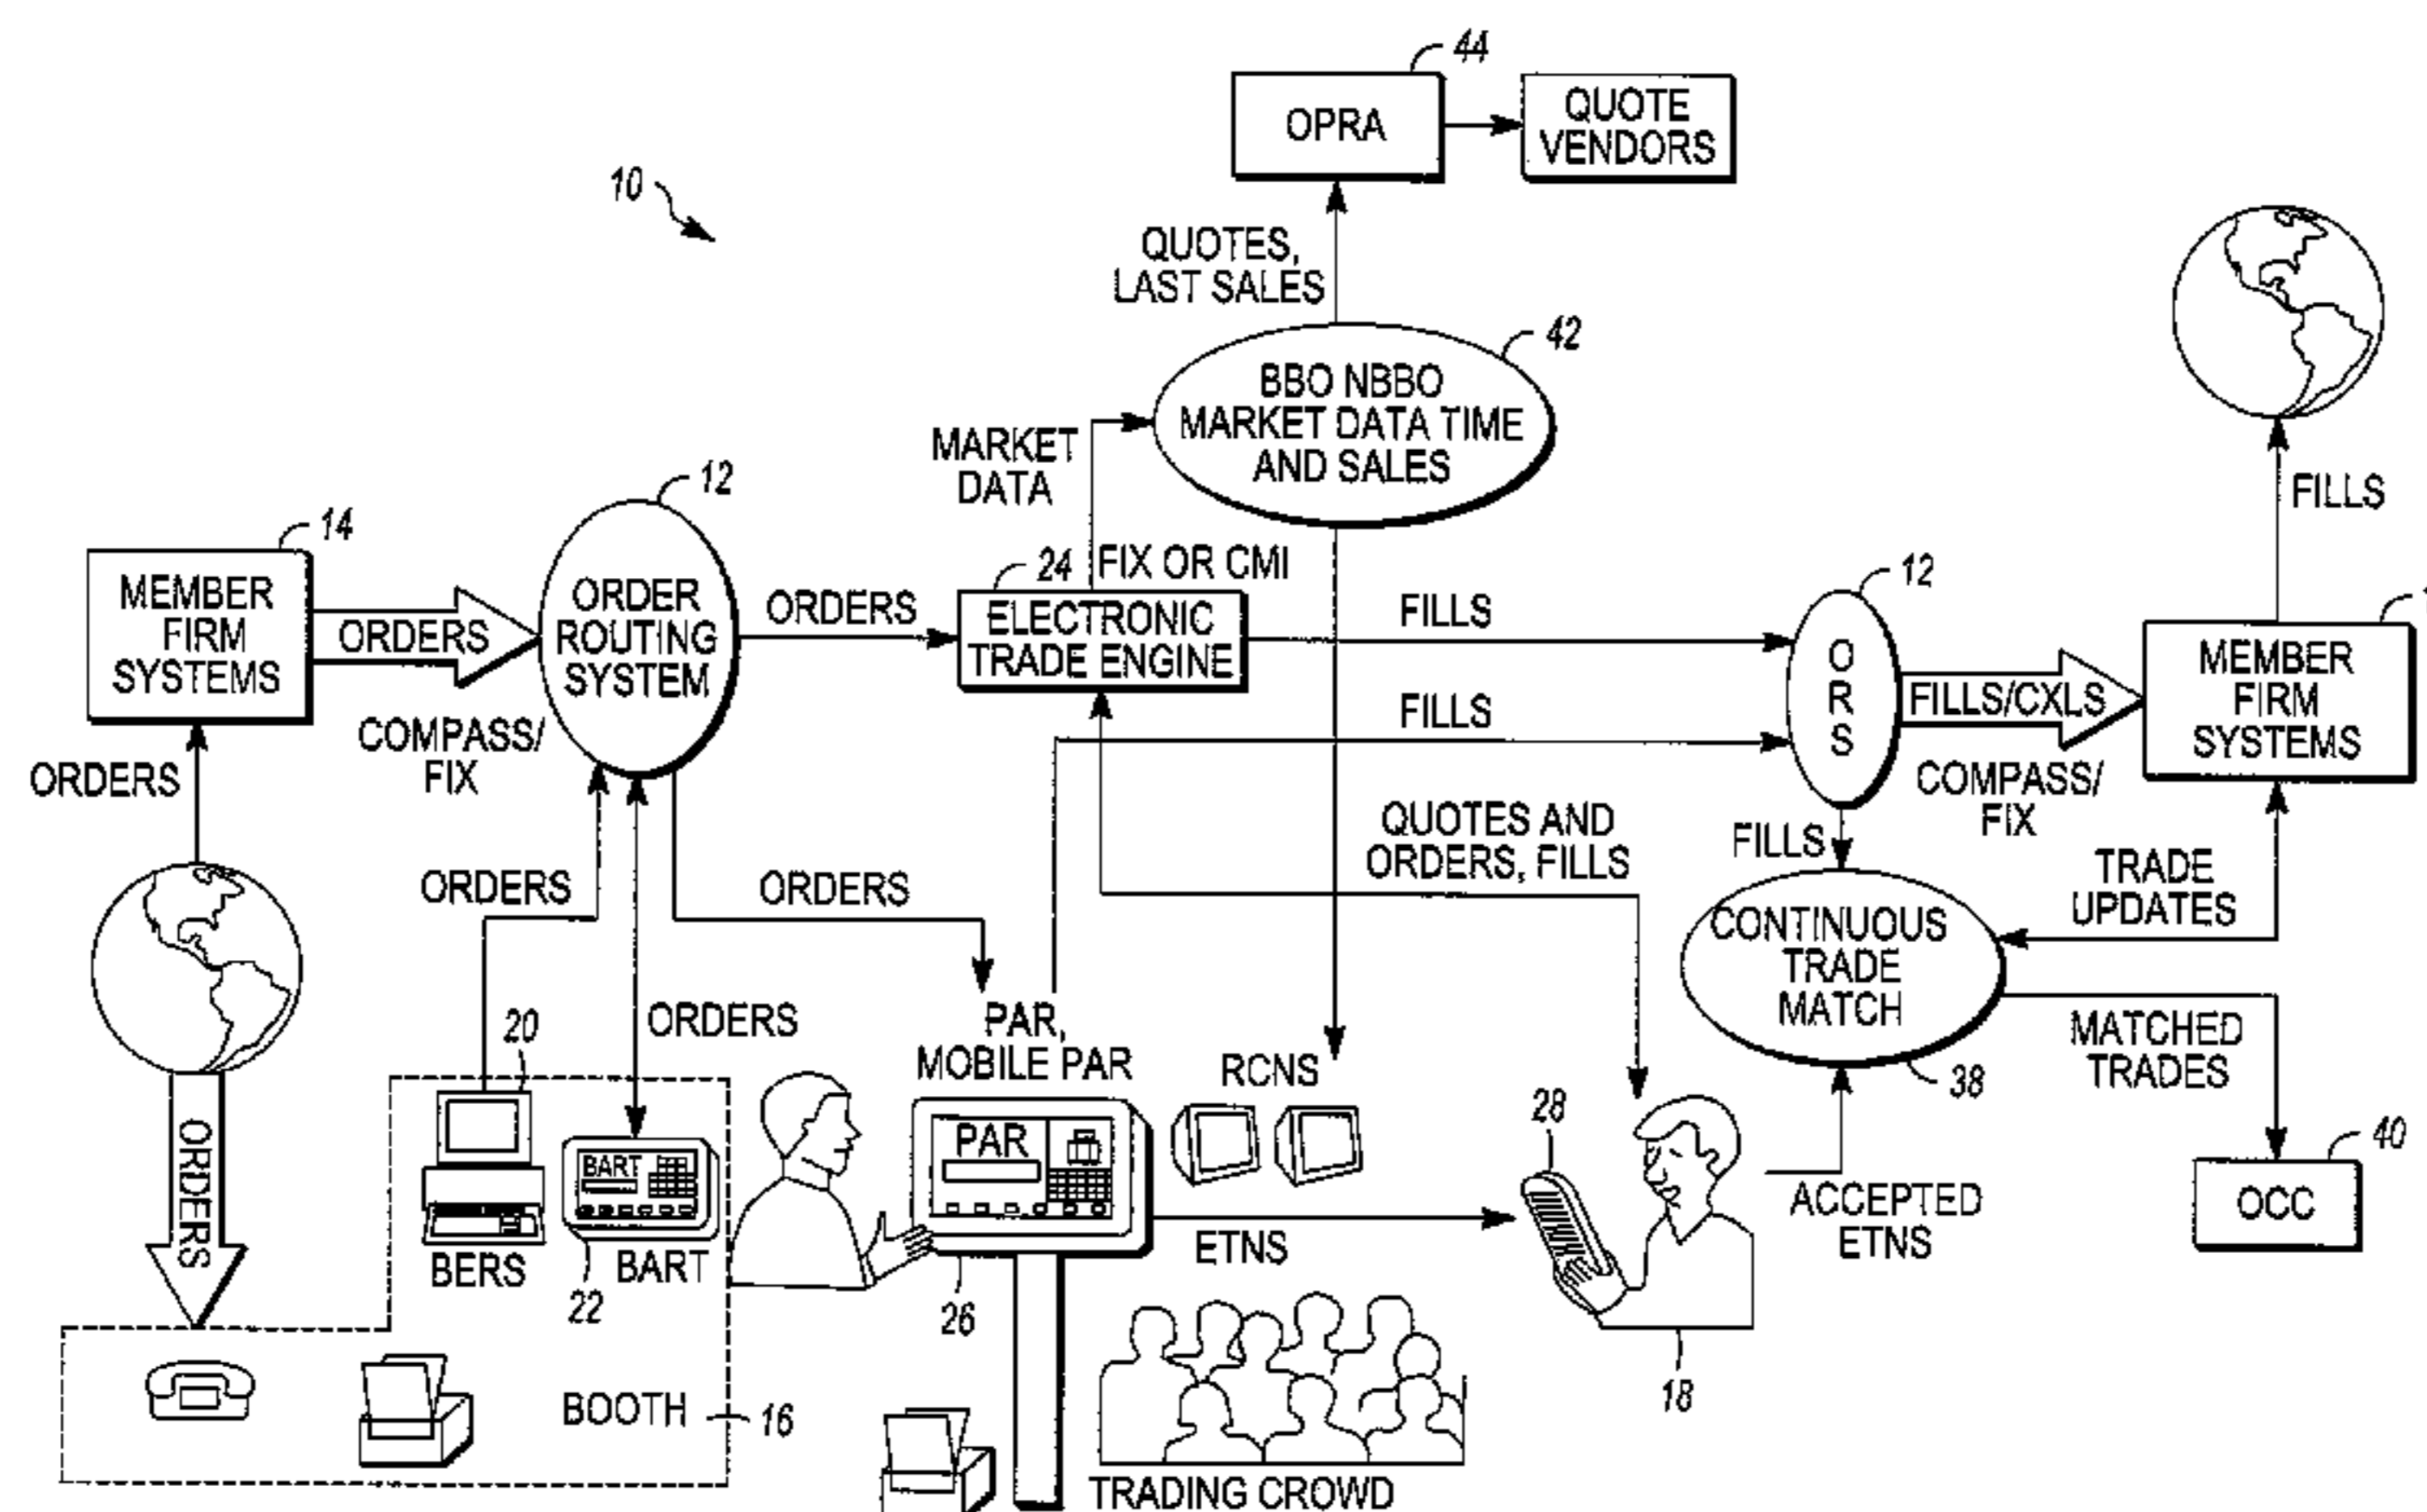 44
OPRA
QUOTE
VENDORS
10
QUOTES,
LAST SALES
42
BBO NBBO
MARKET DATA TIME
AND SALES
MARKET
DATA
FILLS
12
14
MEMBER
FIRM
SYSTEMS
ORDERS
ORDER
ROUTING
SYSTEM
ORDERS
24
FIX OR CMI
ELECTRONIC
TRADE ENGINE
FILLS
FILLS
12
O
R
S
FILLS/CXLS
MEMBER
FIRM
SYSTEMS
COMPASS/
FIX
COMPASS/
FIX
ORDERS
QUOTES AND
ORDERS, FILLS
FILLS
TRADE
UPDATES
ORDERS
ORDERS
CONTINUOUS
TRADE
MATCH
38
MATCHED
TRADES
ORDERS
20
ORDERS
PAR,
MOBILE PAR
RCNS
28
40
OCC
ACCEPTED
ETNS
BART
PAR
ETNS
BERS
22
BART
26
18
BOOTH
16
TRADING CROWD